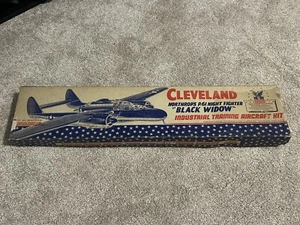 CLEVELAND
NORTHROP'S P-61 NIGHT FIGHTER
"BLACK WIDOW"
INDUSTRIAL TRAINING AIRCRAFT KIT